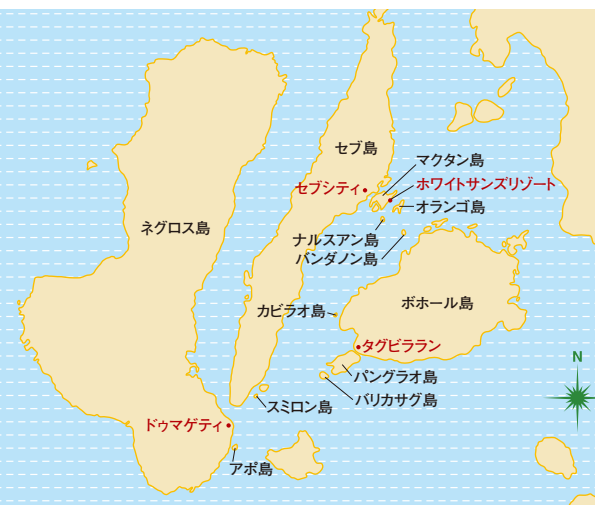 セブ島
マクタン島
セブシティ
ホワイトサンズリゾート
オランゴ島
ネグロス島
ナルスアン島
バンダノン島
カビラオ島
ボホール島
タグビララン
N
パングラオ島
バリカサグ島
スミロン島
ドゥマゲティ
アポ島